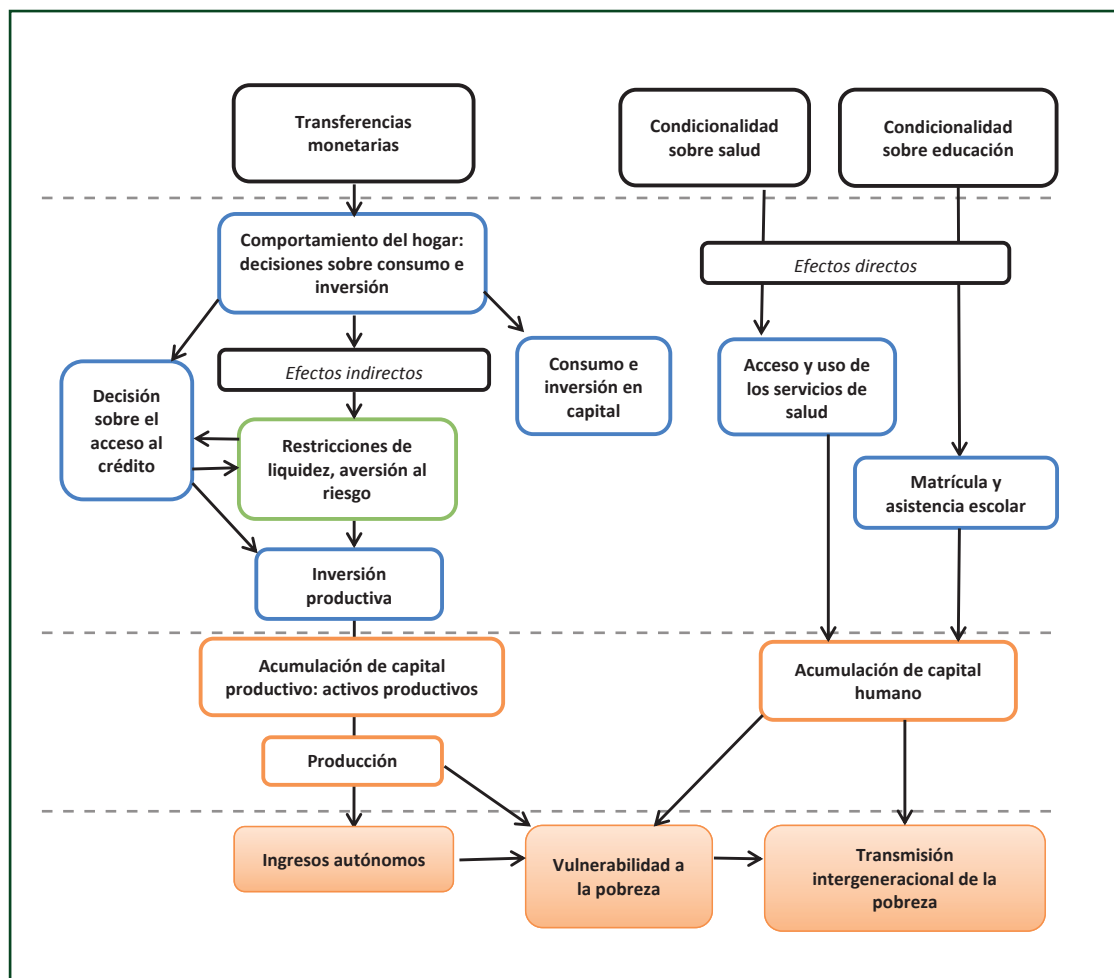 Transferencias
monetarias
Condicionalidad
sobre salud
Condicionalidad
sobre educación
Comportamiento del hogar:
decisiones sobre consumo e
inversión
Efectos directos
Efectos indirectos
Decisión
sobre el
acceso al
crédito
Consumo e
inversión en
capital
Acceso y uso de
los servicios de
salud
Restricciones de
liquidez, aversión al
riesgo
Matrícula y
asistencia escolar
Inversión
productiva
Acumulación de capital
productivo: activos productivos
Acumulación de capital
humano
Producción
Ingresos autónomos
Vulnerabilidad a
la pobreza
Transmisión
intergeneracional de la
pobreza